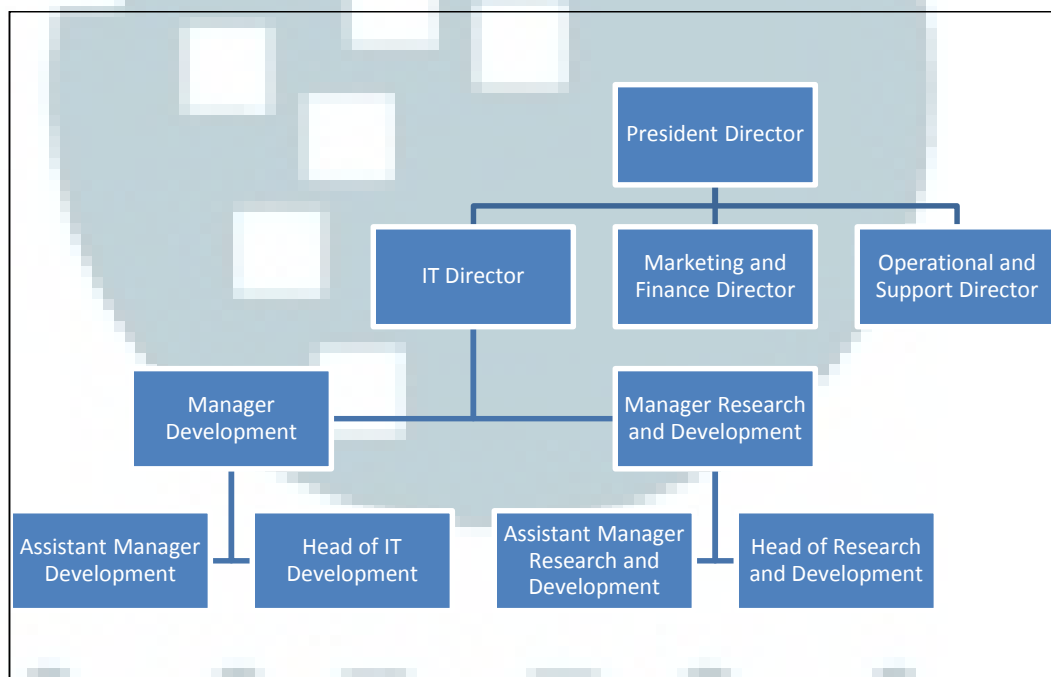 President Director
IT Director
Marketing and
Finance Director
Operational and
Support Director
Manager
Development
Manager Research
and Development
Assistant Manager
Development
Head of IT
Development
Assistant Manager
Research and
Development
Head of Research
and Development